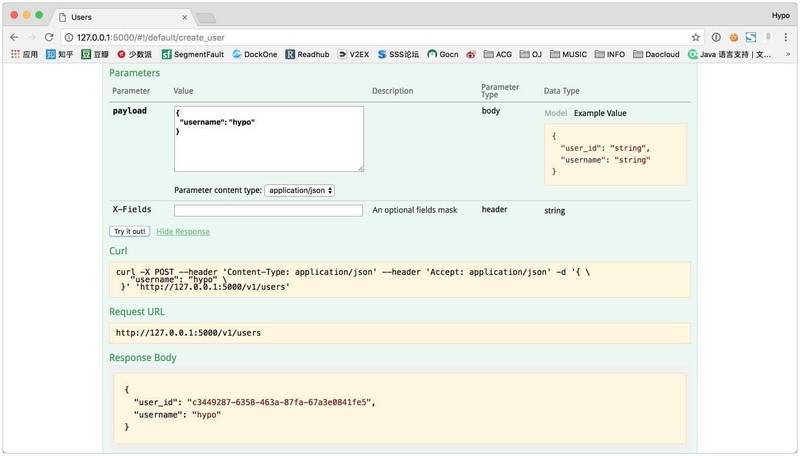 Users
Hypo
127.0.0.1:5000/#!/default/create_user
应用 知乎 豆瓣 少数派 SegmentFault DockOne Readhub V2EX SSS论坛 Gocn ACG OJ MUSIC INFO Daocloud Java 语言支持 | 文...
Parameters
Parameter Value Description Parameter Type Data Type
payload
{
"username": "hypo"
}
body
Model Example Value
{
"user_id": "string",
"username": "string"
}
Parameter content type: application/json
X-Fields An optional fields mask header string
Try it out! Hide Response
Curl
curl -X POST --header 'Content-Type: application/json' --header 'Accept: application/json' -d '{ \
"username": "hypo" \
}' 'http://127.0.0.1:5000/v1/users'
Request URL
http://127.0.0.1:5000/v1/users
Response Body
{
"user_id": "c3449287-6358-463a-87fa-67a3e0841fe5",
"username": "hypo"
}